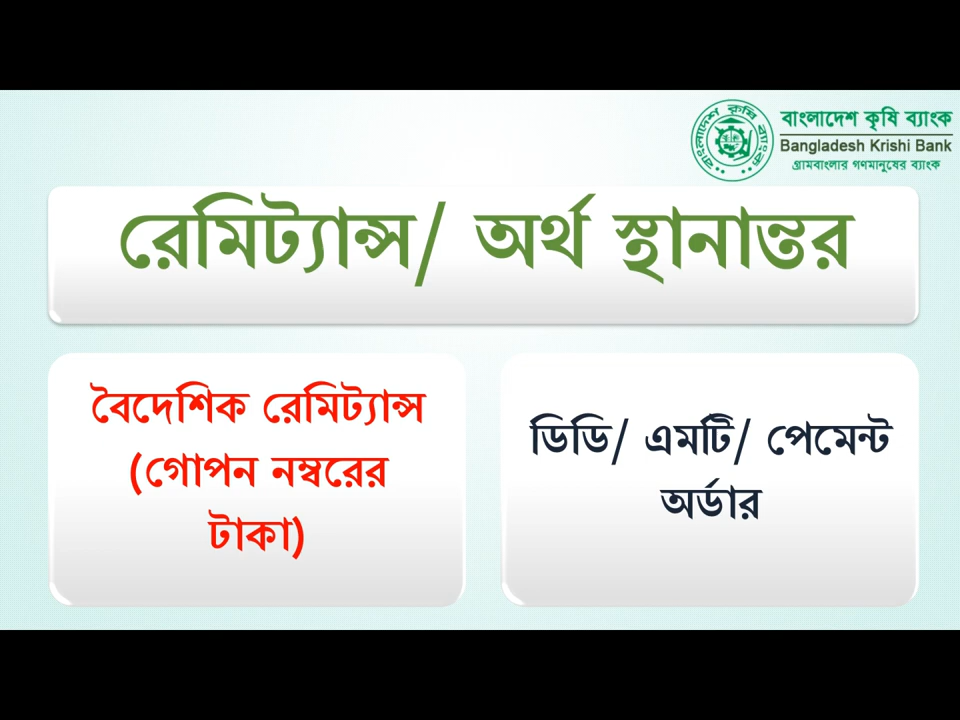 বাংলাদেশ কৃষি ব্যাংক
বাংলাদেশ কৃষি ব্যাংক
Bangladesh Krishi Bank
গ্রামবাংলার গণমানুষের ব্যাংক
রেমিট্যান্স/ অর্থ স্থানান্তর
বৈদেশিক রেমিট্যান্স
(গোপন নম্বরের
টাকা)
ডিডি/ এমটি/ পেমেন্ট
অর্ডার